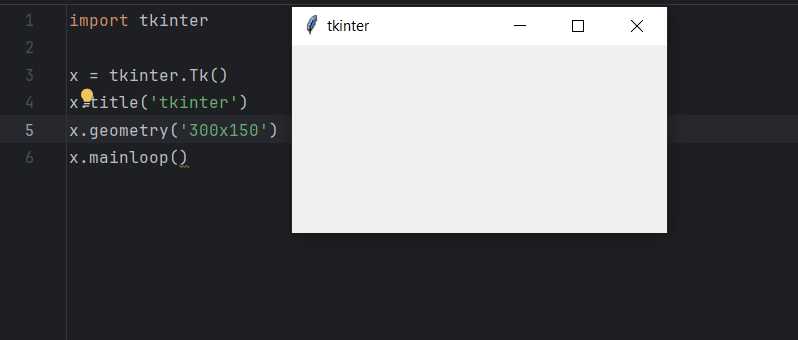 1 import tkinter
2
3 x = tkinter.Tk()
4 x.title('tkinter')
5 x.geometry('300x150')
6 x.mainloop()
tkinter